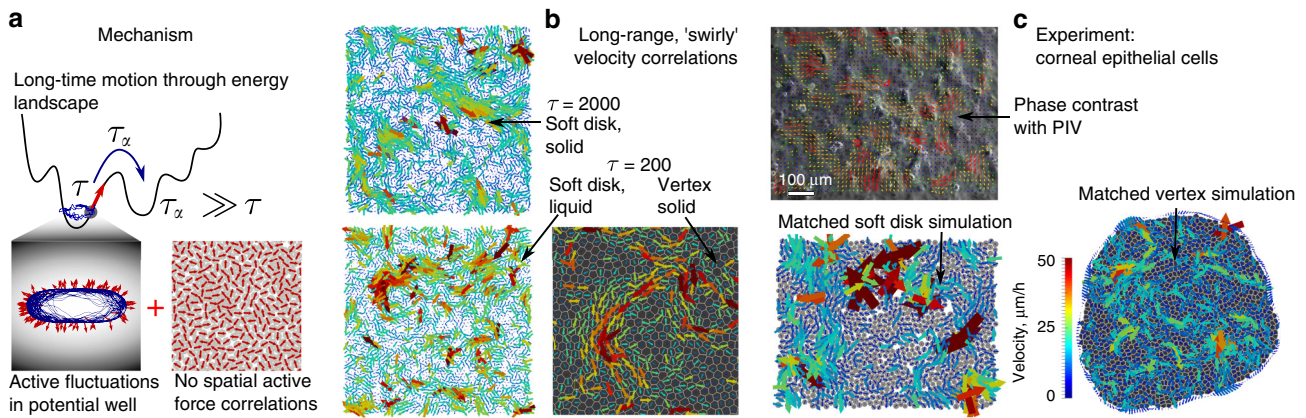 a
Mechanism
Long-time motion through energy
landscape
τα
τ
τα ≫ τ
Active fluctuations
in potential well
+
No spatial active
force correlations
b
Long-range, 'swirly'
velocity correlations
τ = 2000
Soft disk,
solid
τ = 200
Soft disk,
liquid
Vertex
solid
c
Experiment:
corneal epithelial cells
Phase contrast
with PIV
100 μm
Matched soft disk simulation
Matched vertex simulation
50
25
0
Velocity, μm/h